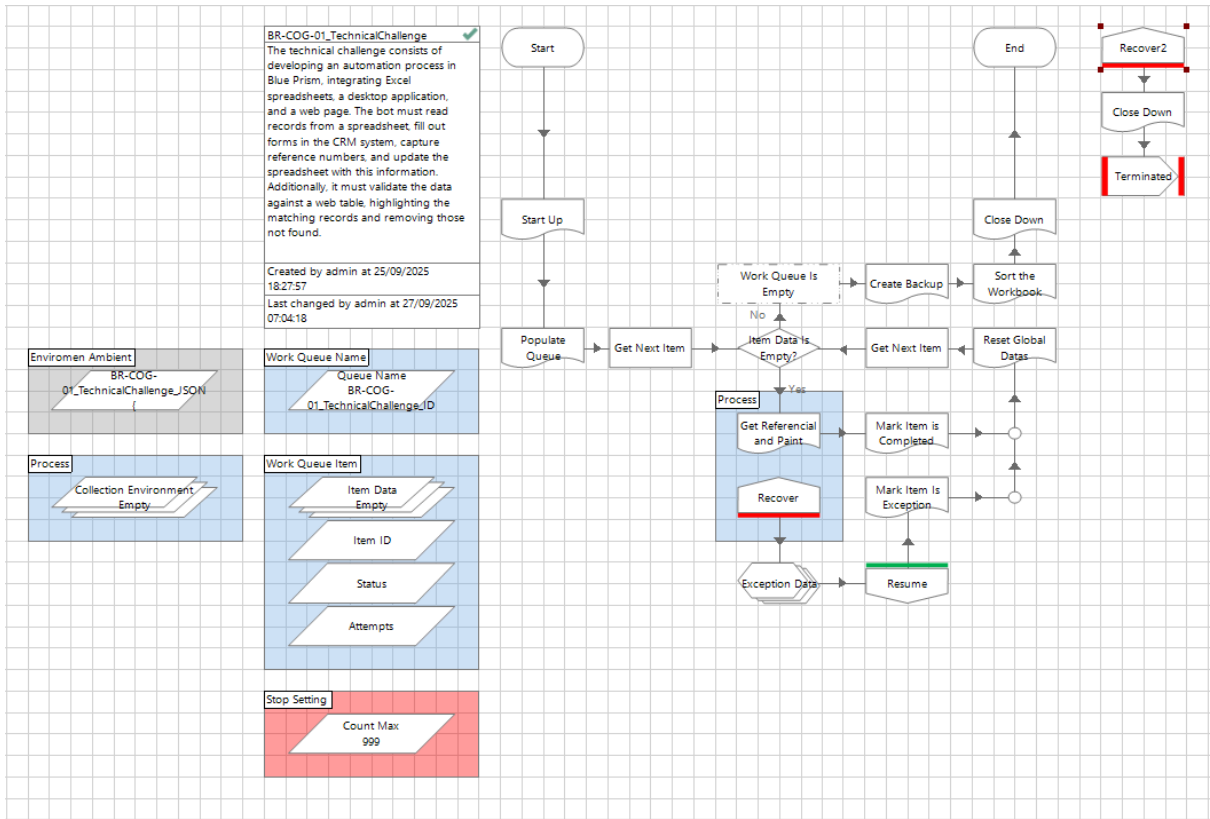 BR-COG-01_TechnicalChallenge
The technical challenge consists of
developing an automation process in
Blue Prism, integrating Excel
spreadsheets, a desktop application,
and a web page. The bot must read
records from a spreadsheet, fill out
forms in the CRM system, capture
reference numbers, and update the
spreadsheet with this information.
Additionally, it must validate the data
against a web table, highlighting the
matching records and removing those
not found.
Created by admin at 25/09/2025
18:27:57
Last changed by admin at 27/09/2025
07:04:18
Start
End
Recover2
Close Down
Terminated
Start Up
Close Down
Work Queue Is
Empty
Create Backup
Sort the
Workbook
No
Populate
Queue
Get Next Item
Item Data Is
Empty?
Get Next Item
Reset Global
Datas
Yes
Enviromen Ambient
BR-COG-
01_TechnicalChallenge_JSON
{
Work Queue Name
Queue Name
BR-COG-
01_TechnicalChallenge_ID
Process
Get Referencial
and Paint
Mark Item is
Completed
Process
Collection Environment
Empty
Work Queue Item
Item Data
Empty
Item ID
Status
Attempts
Recover
Mark Item Is
Exception
Exception Data
Resume
Stop Setting
Count Max
999